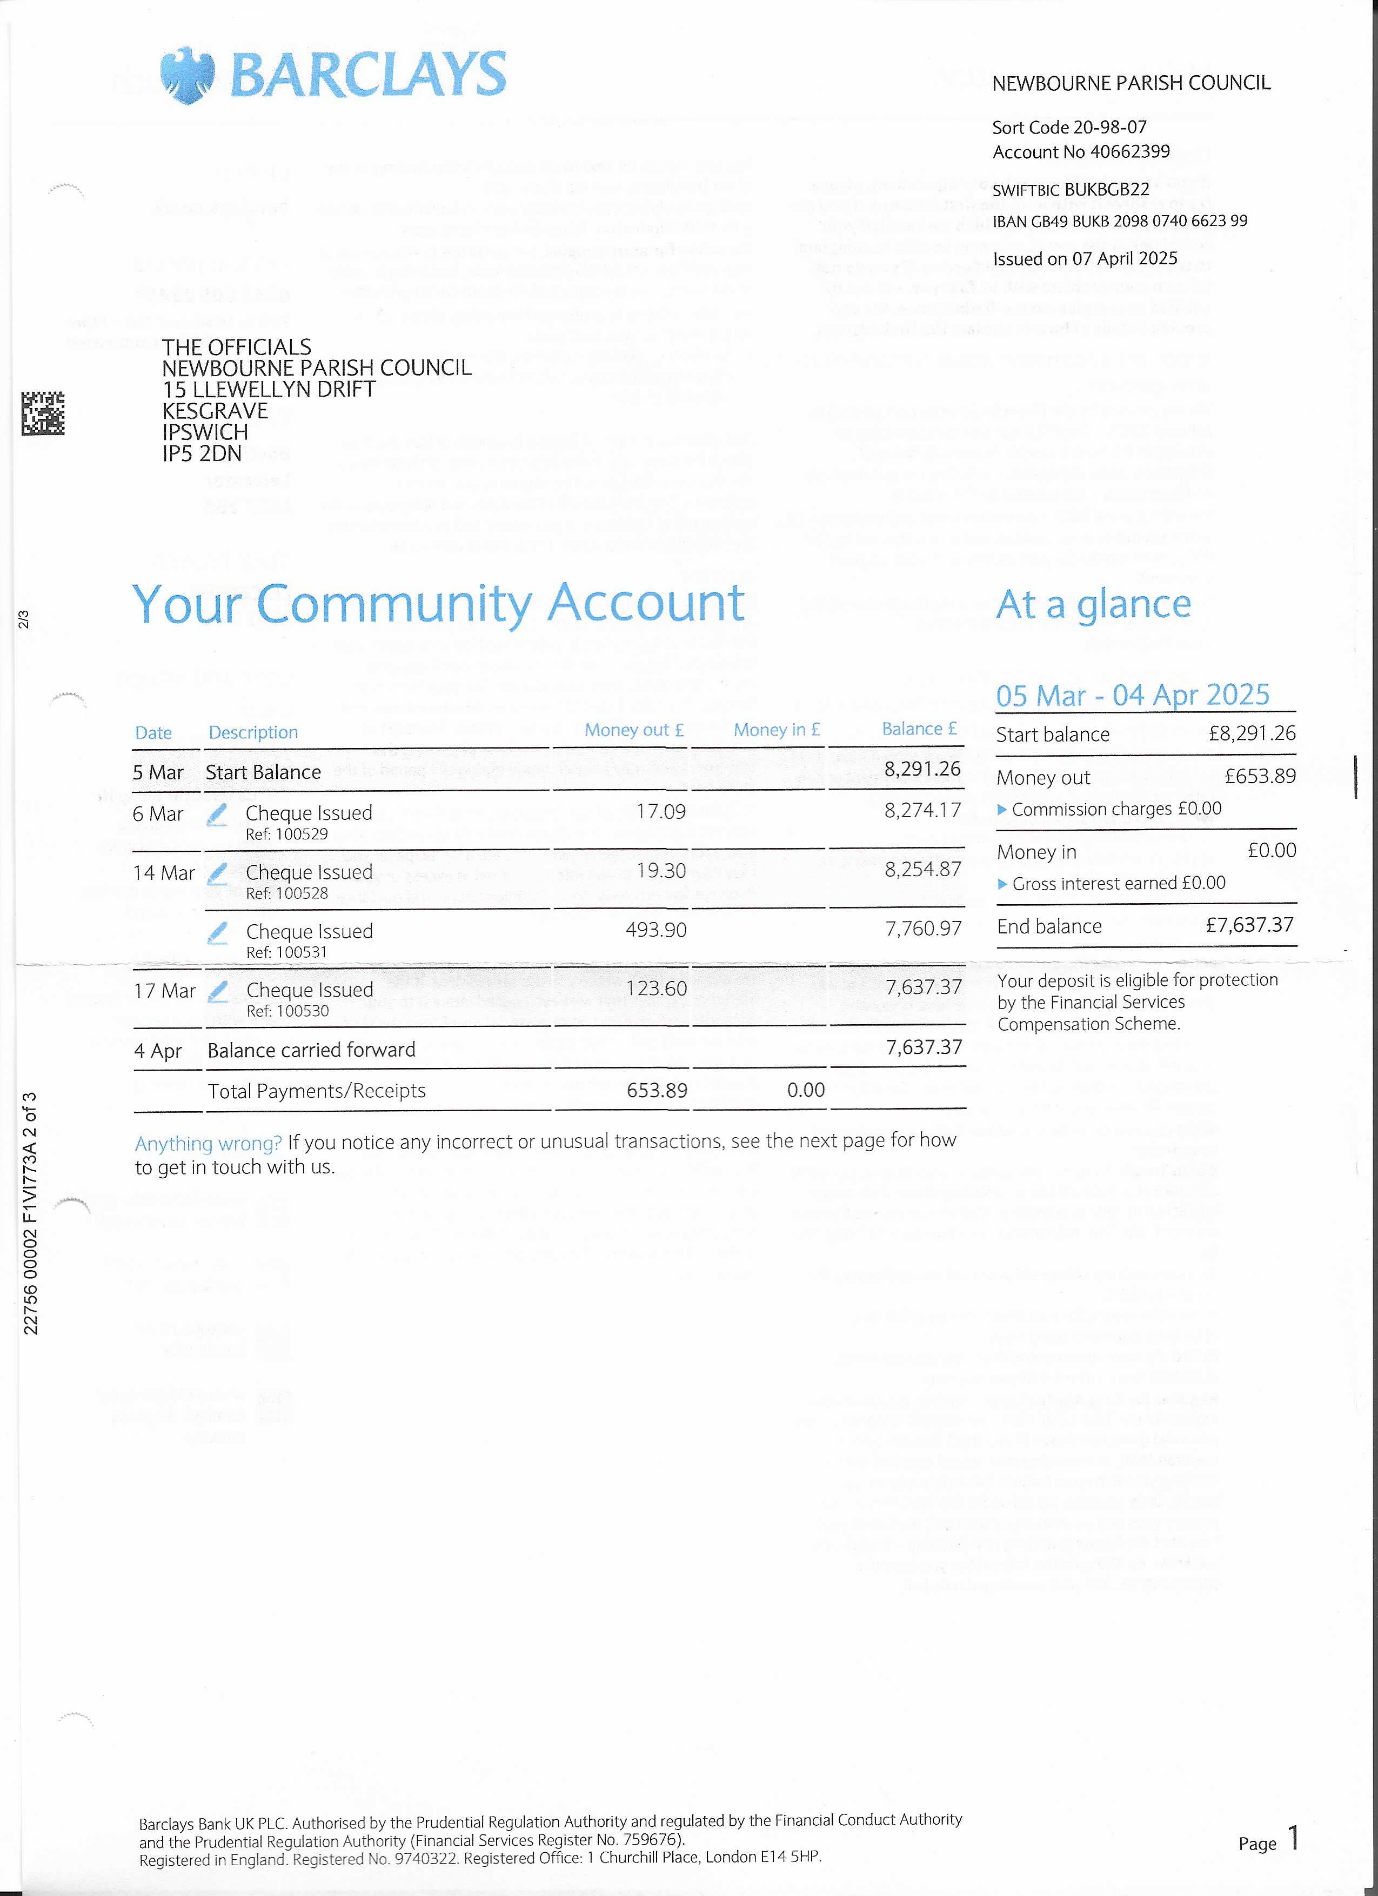 BARCLAYS
NEWBOURNE PARISH COUNCIL
Sort Code 20-98-07
Account No 40662399
SWIFTBIC BUKBGB22
IBAN GB49 BUKB 2098 0740 6623 99
Issued on 07 April 2025
THE OFFICIALS
NEWBOURNE PARISH COUNCIL
15 LLEWELLYN DRIFT
KESGRAVE
IPSWICH
IP5 2DN
2/3
Your Community Account
Date Description Money out £ Money in £ Balance £
5 Mar Start Balance 8,291.26
6 Mar Cheque Issued 17.09 8,274.17
Ref: 100529
14 Mar Cheque Issued 19.30 8,254.87
Ref: 100528
Cheque Issued 493.90 7,760.97
Ref: 100531
17 Mar Cheque Issued 123.60 7,637.37
Ref: 100530
4 Apr Balance carried forward 7,637.37
Total Payments/Receipts 653.89 0.00
Anything wrong? If you notice any incorrect or unusual transactions, see the next page for how
to get in touch with us.
At a glance
05 Mar - 04 Apr 2025
Start balance £8,291.26
Money out £653.89
Commission charges £0.00
Money in £0.00
Gross interest earned £0.00
End balance £7,637.37
Your deposit is eligible for protection
by the Financial Services
Compensation Scheme.
22756 00002 F1VI773A 2 of 3
Barclays Bank UK PLC. Authorised by the Prudential Regulation Authority and regulated by the Financial Conduct Authority
and the Prudential Regulation Authority (Financial Services Register No. 759676).
Registered in England. Registered No. 9740322. Registered Office: 1 Churchill Place, London E14 5HP.
Page 1